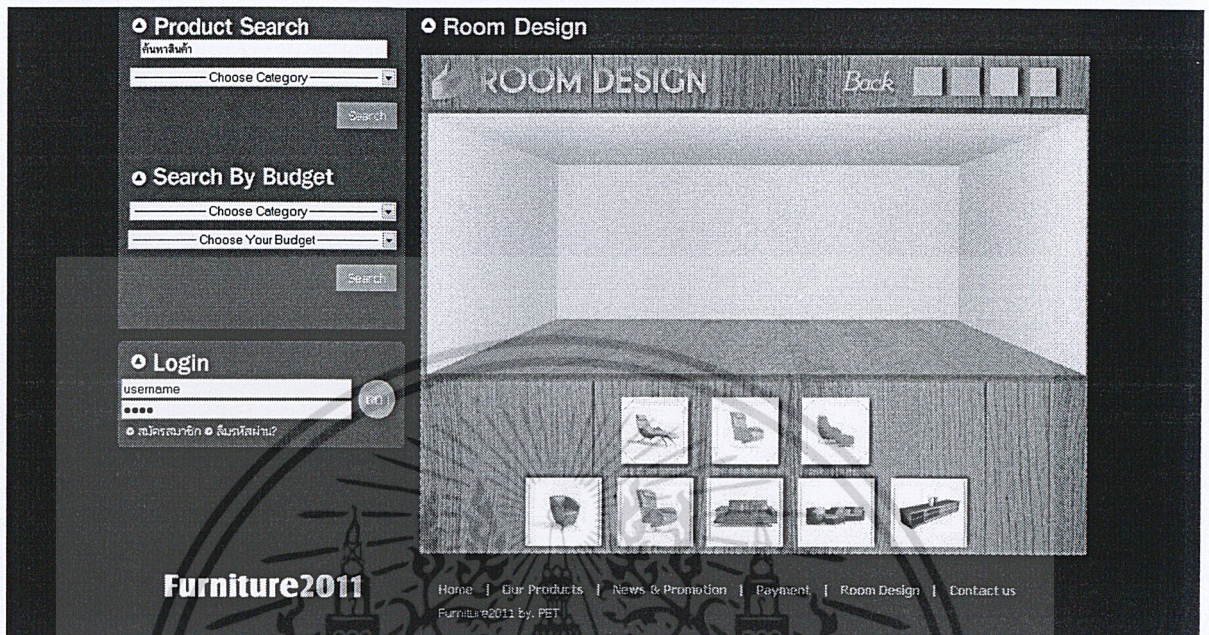 Product Search
ค้นหาสินค้า
Choose Category
Search
Search By Budget
Choose Category
Choose Your Budget
Search
Login
username
GO
สมัครสมาชิก ลืมรหัสผ่าน?
Room Design
ROOM DESIGN Back
Furniture2011
Home | Our Products | News & Promotion | Payment | Room Design | Contact us
Furniture2011 by. PET